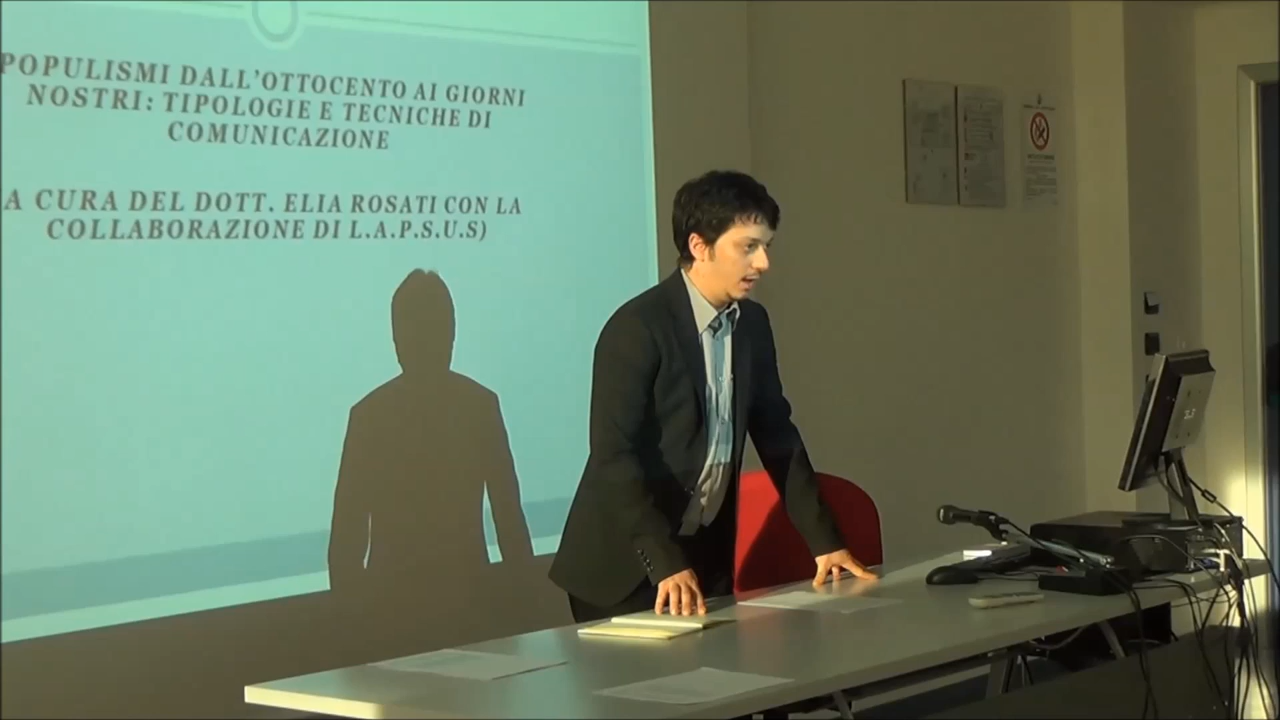 POPULISMI DALL'OTTOCENTO AI GIORNI
NOSTRI: TIPOLOGIE E TECNICHE DI
COMUNICAZIONE
A CURA DEL DOTT. ELIA ROSATI CON LA
COLLABORAZIONE DI L.A.P.S.U.S)